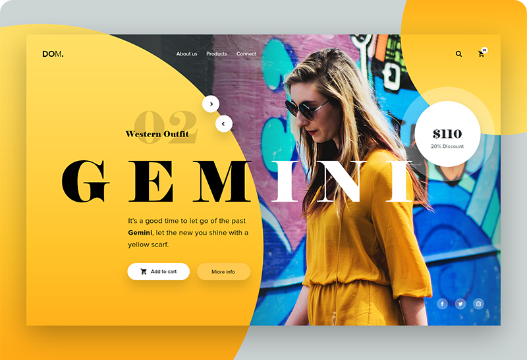 DOM.
About us Products Connect
02
Western Outfit
$110
20% Discount
GEMINI
It's a good time to let go of the past
Gemini, let the new you shine with a
yellow scarf.
Add to cart
More info